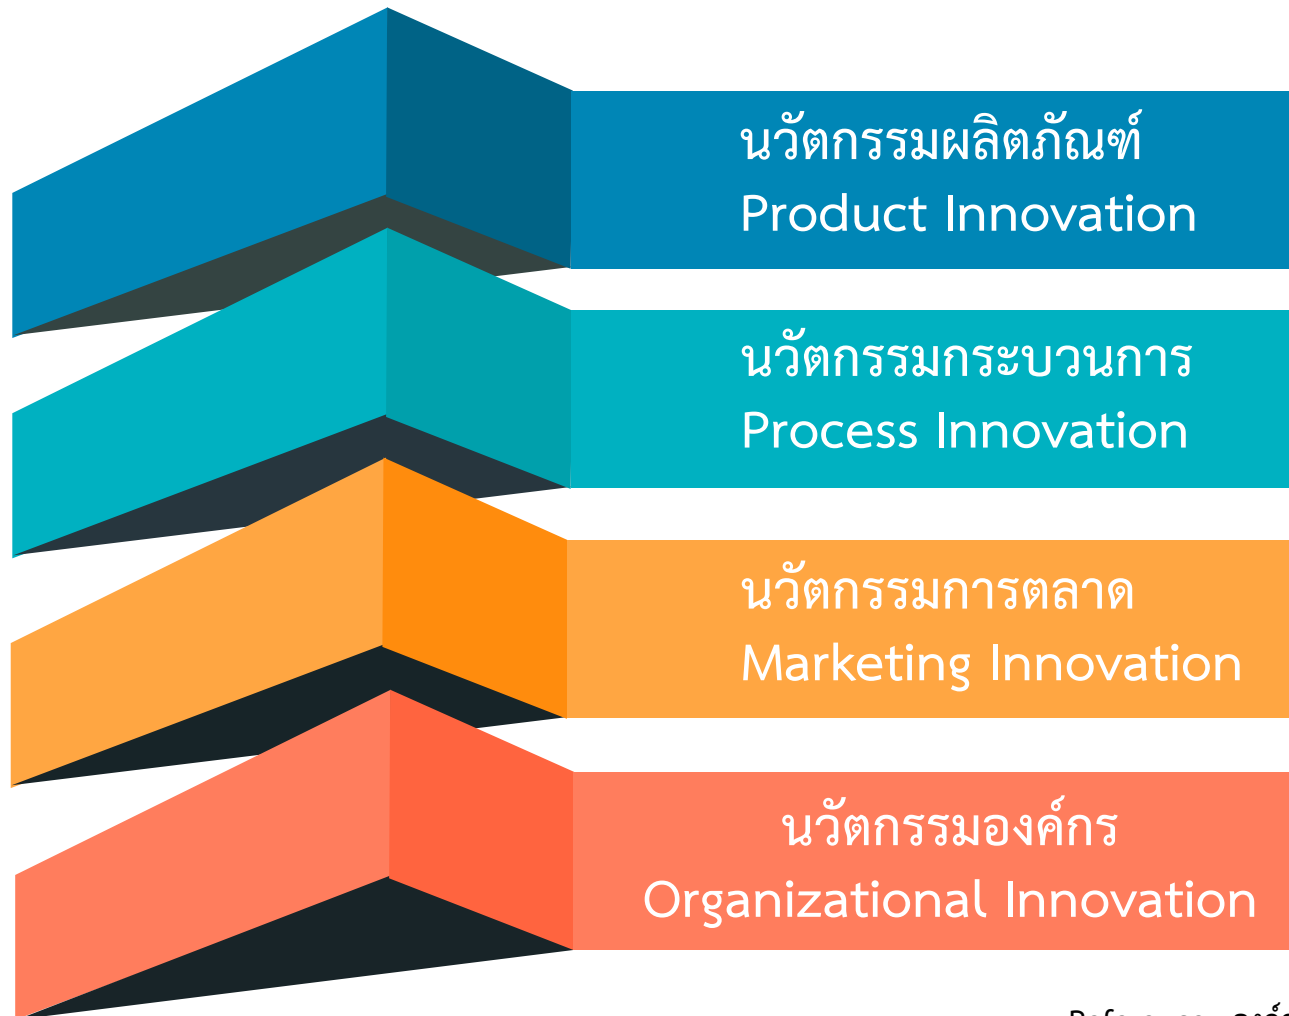 นวัตกรรมผลิตภัณฑ์
Product Innovation
นวัตกรรมกระบวนการ
Process Innovation
นวัตกรรมการตลาด
Marketing Innovation
นวัตกรรมองค์กร
Organizational Innovation